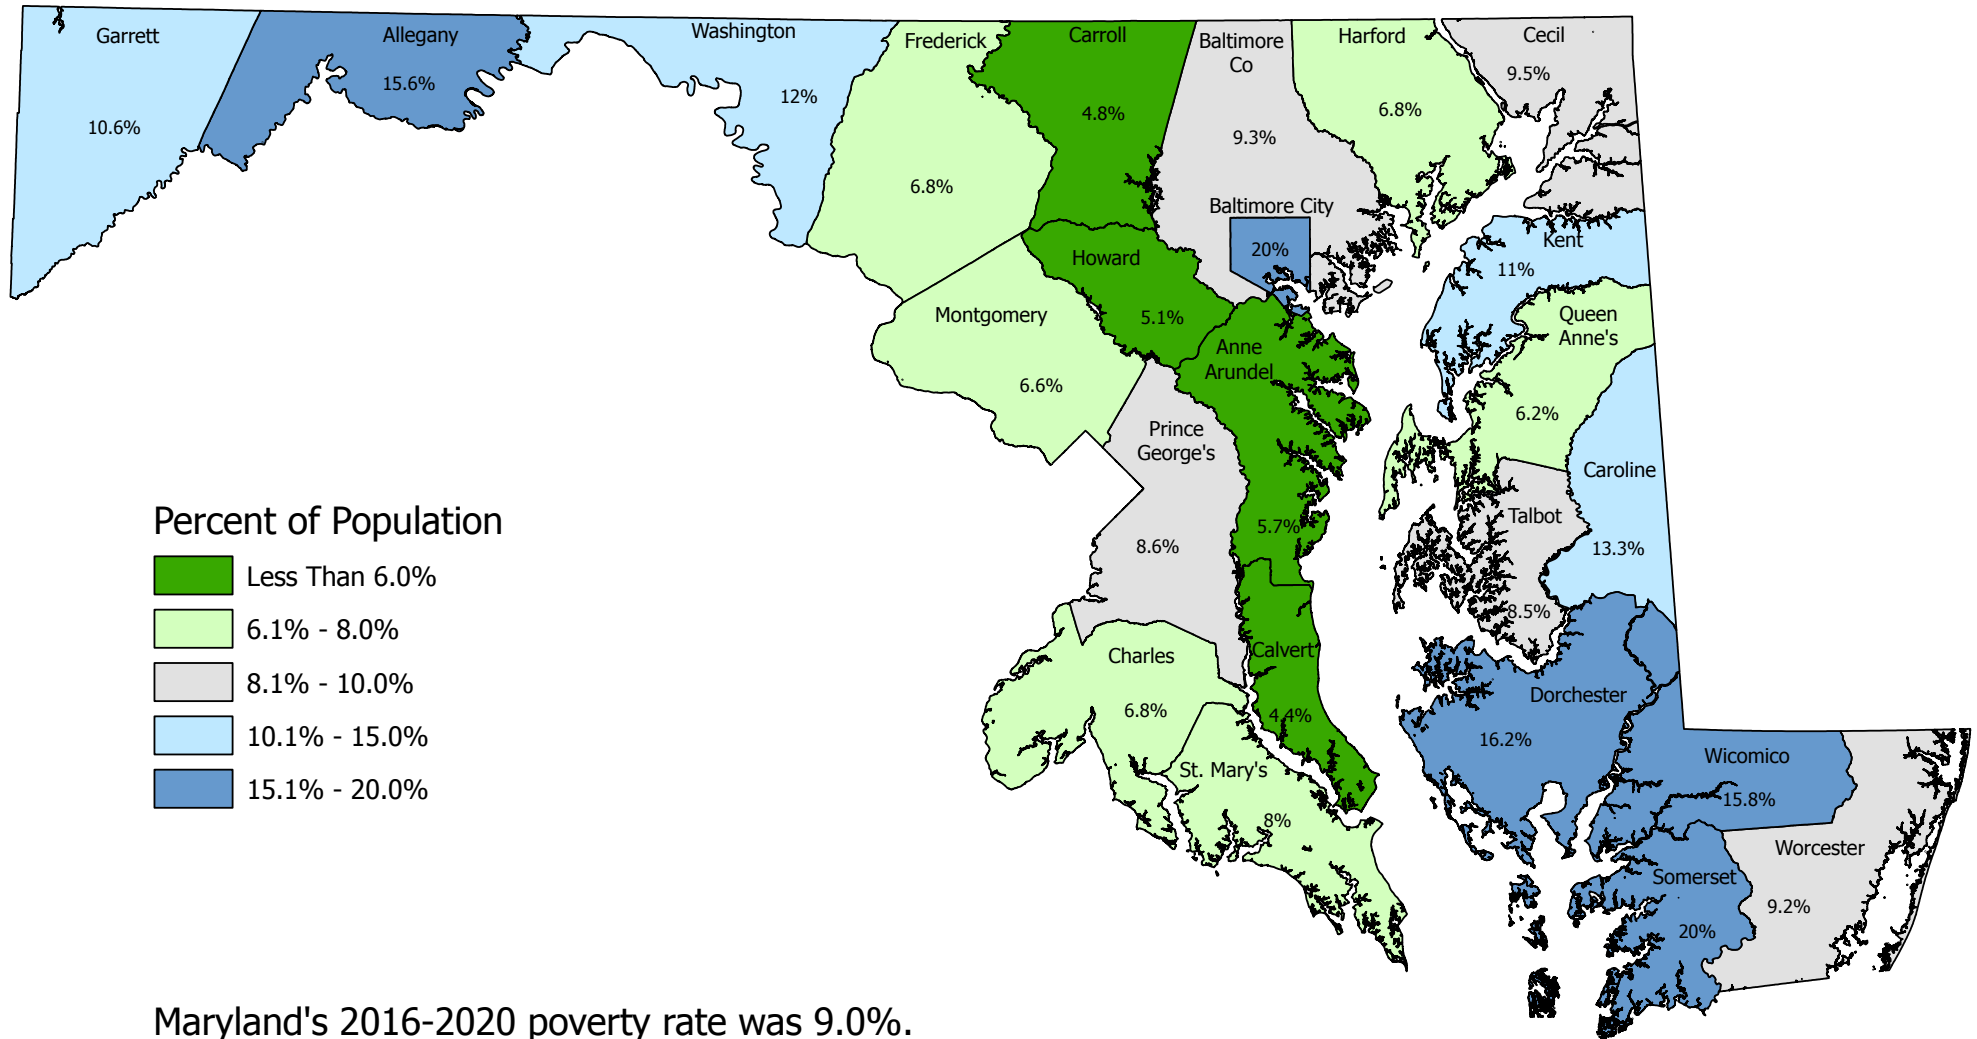 Garrett
10.6%
Allegany
15.6%
Washington
12%
Frederick
6.8%
Carroll
4.8%
Baltimore
Co
9.3%
Harford
6.8%
Cecil
9.5%
Baltimore City
20%
Kent
11%
Howard
5.1%
Montgomery
6.6%
Anne
Arundel
5.7%
Queen
Anne's
6.2%
Prince
George's
8.6%
Caroline
13.3%
Talbot
8.5%
Percent of Population
Less Than 6.0%
6.1% - 8.0%
8.1% - 10.0%
10.1% - 15.0%
15.1% - 20.0%
Charles
6.8%
Calvert
4.4%
St. Mary's
8%
Dorchester
16.2%
Wicomico
15.8%
Worcester
9.2%
Somerset
20%
Maryland's 2016-2020 poverty rate was 9.0%.